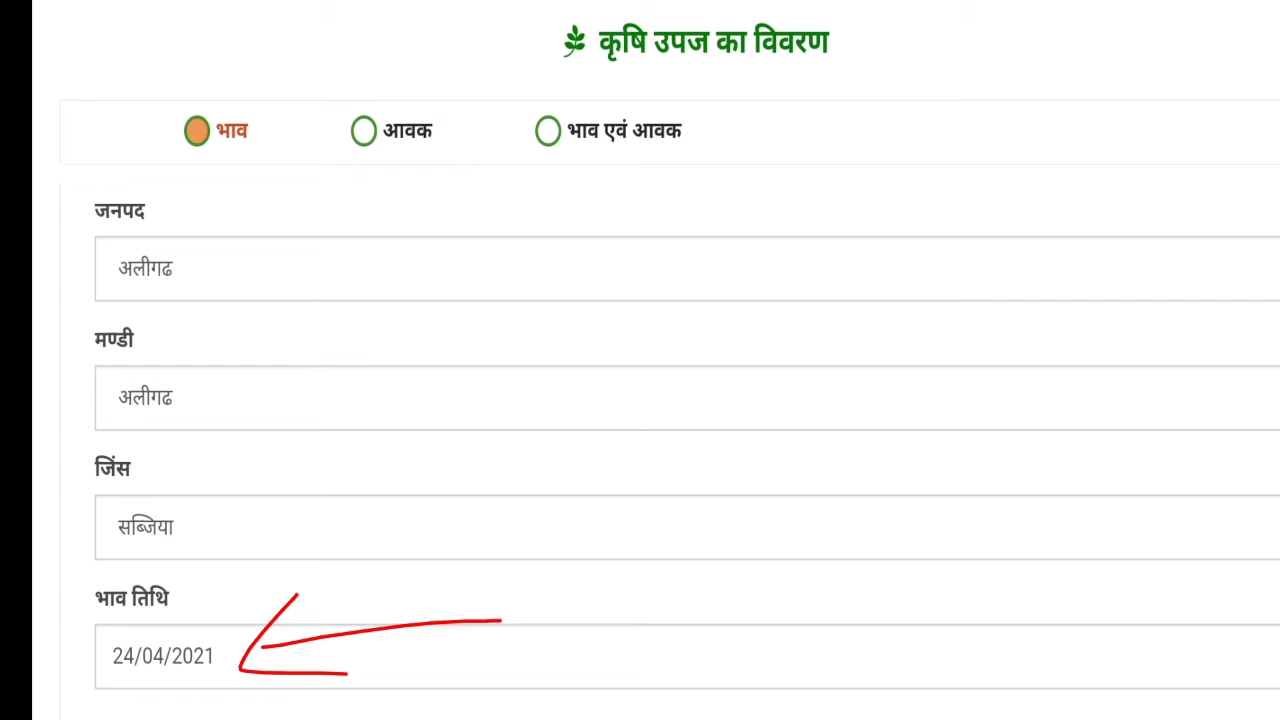 कृषि उपज का विवरण
भाव आवक भाव एवं आवक
जनपद
अलीगढ
मण्डी
अलीगढ
जिंस
सब्जिया
भाव तिथि
24/04/2021